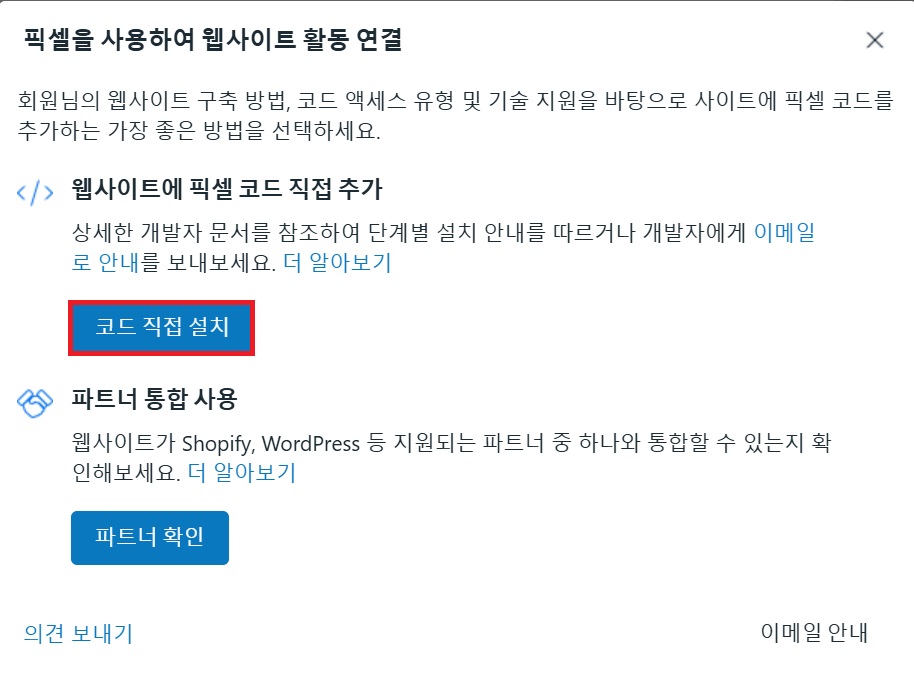 픽셀을 사용하여 웹사이트 활동 연결
회원님의 웹사이트 구축 방법, 코드 액세스 유형 및 기술 지원을 바탕으로 사이트에 픽셀 코드를
추가하는 가장 좋은 방법을 선택하세요.
웹사이트에 픽셀 코드 직접 추가
상세한 개발자 문서를 참조하여 단계별 설치 안내를 따르거나 개발자에게 이메일
로 안내를 보내보세요. 더 알아보기
코드 직접 설치
파트너 통합 사용
웹사이트가 Shopify, WordPress 등 지원되는 파트너 중 하나와 통합할 수 있는지 확
인해보세요. 더 알아보기
파트너 확인
의견 보내기
이메일 안내